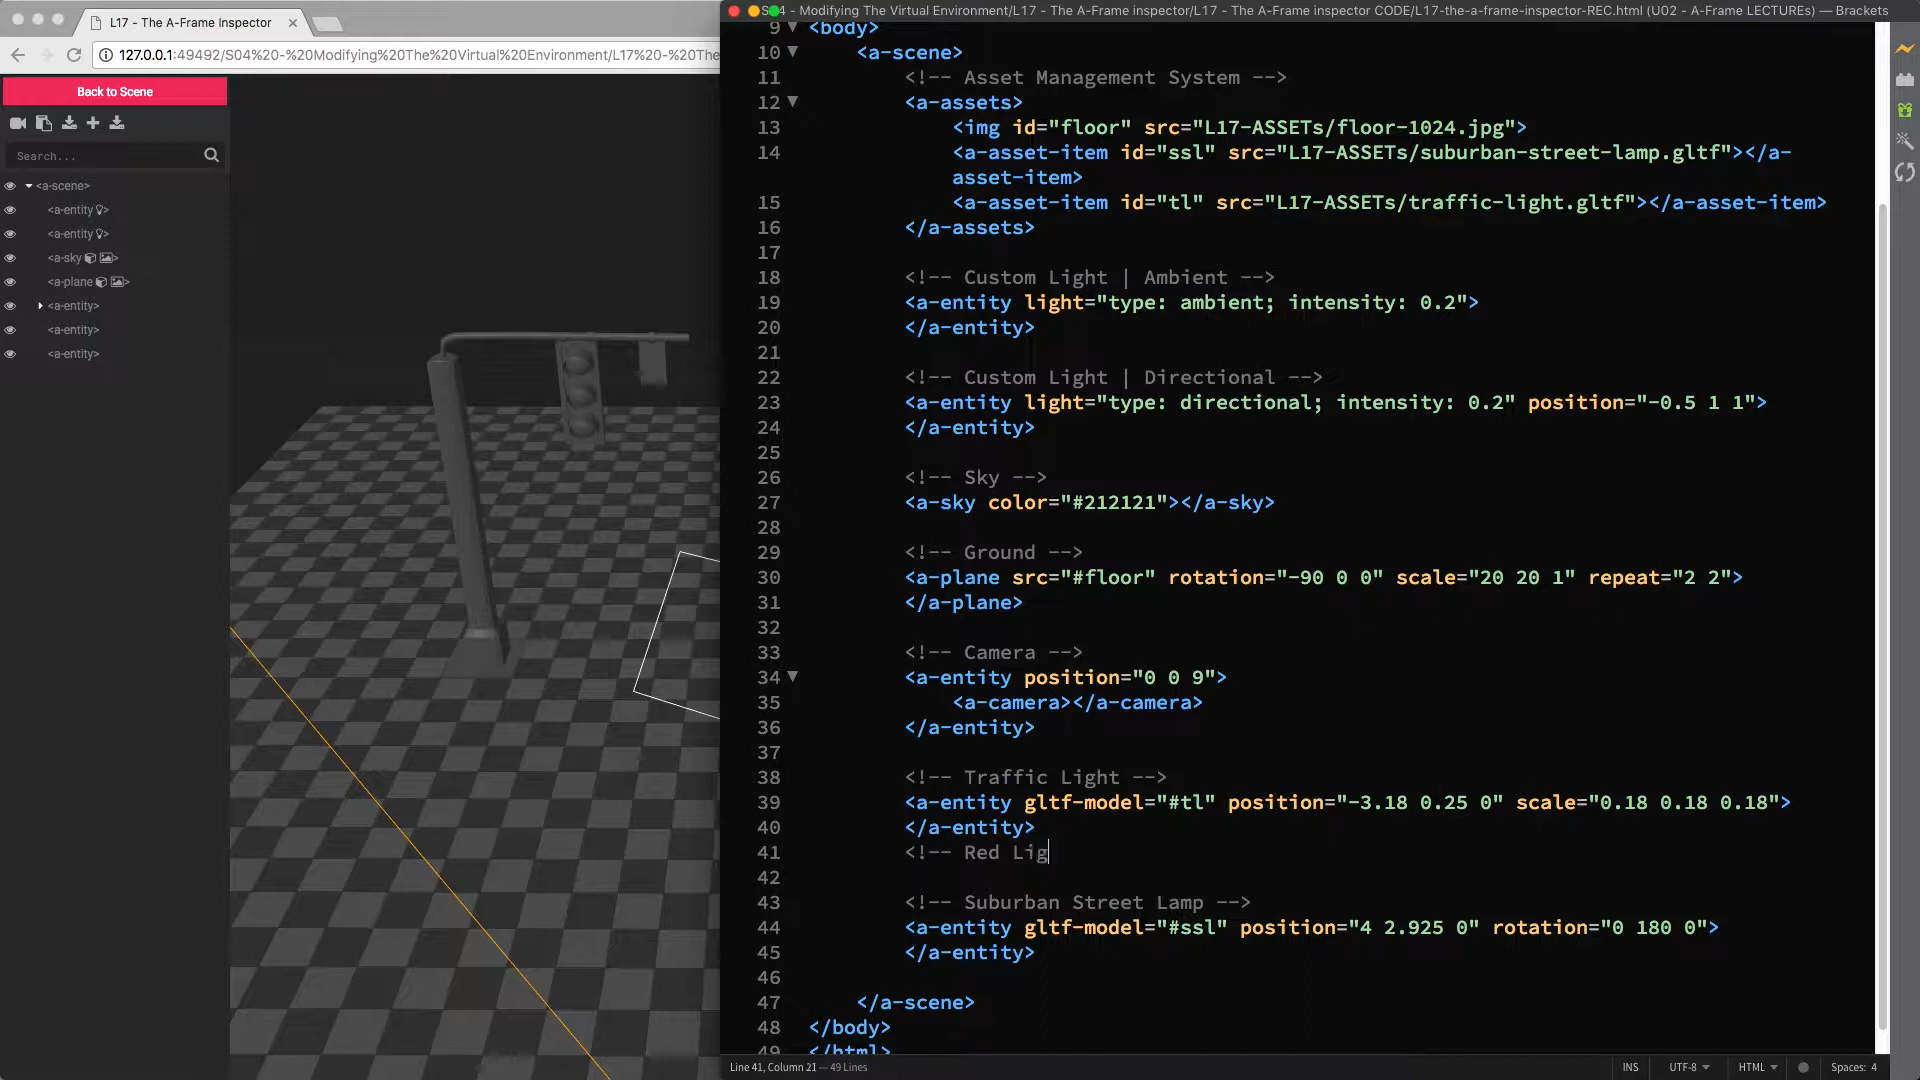 L17 - The A-Frame Inspector
127.0.0.1:49492/S04%20-%20Modifying%20The%20Virtual%20Environment/L17%20-%20The
Back to Scene
Search...
<a-scene>
<a-entity >
<a-entity >
<a-sky >
<a-plane >
<a-entity>
<a-entity>
<a-entity>
- Modifying The Virtual Environment/L17 - The A-Frame inspector/L17 - The A-Frame inspector CODE/L17-the-a-frame-inspector-REC.html (U02 - A-Frame LECTUREs) — Brackets
9 <body>
10 <a-scene>
11 <!-- Asset Management System -->
12 <a-assets>
13 <img id="floor" src="L17-ASSETs/floor-1024.jpg">
14 <a-asset-item id="ssl" src="L17-ASSETs/suburban-street-lamp.gltf"></a-
asset-item>
15 <a-asset-item id="tl" src="L17-ASSETs/traffic-light.gltf"></a-asset-item>
16 </a-assets>
17
18 <!-- Custom Light | Ambient -->
19 <a-entity light="type: ambient; intensity: 0.2">
20 </a-entity>
21
22 <!-- Custom Light | Directional -->
23 <a-entity light="type: directional; intensity: 0.2" position="-0.5 1 1">
24 </a-entity>
25
26 <!-- Sky -->
27 <a-sky color="#212121"></a-sky>
28
29 <!-- Ground -->
30 <a-plane src="#floor" rotation="-90 0 0" scale="20 20 1" repeat="2 2">
31 </a-plane>
32
33 <!-- Camera -->
34 <a-entity position="0 0 9">
35 <a-camera></a-camera>
36 </a-entity>
37
38 <!-- Traffic Light -->
39 <a-entity gltf-model="#tl" position="-3.18 0.25 0" scale="0.18 0.18 0.18">
40 </a-entity>
41 <!-- Red Lig
42
43 <!-- Suburban Street Lamp -->
44 <a-entity gltf-model="#ssl" position="4 2.925 0" rotation="0 180 0">
45 </a-entity>
46
47 </a-scene>
48 </body>
49 </html>
Line 41, Column 21 — 49 Lines
INS
UTF-8
HTML
Spaces: 4